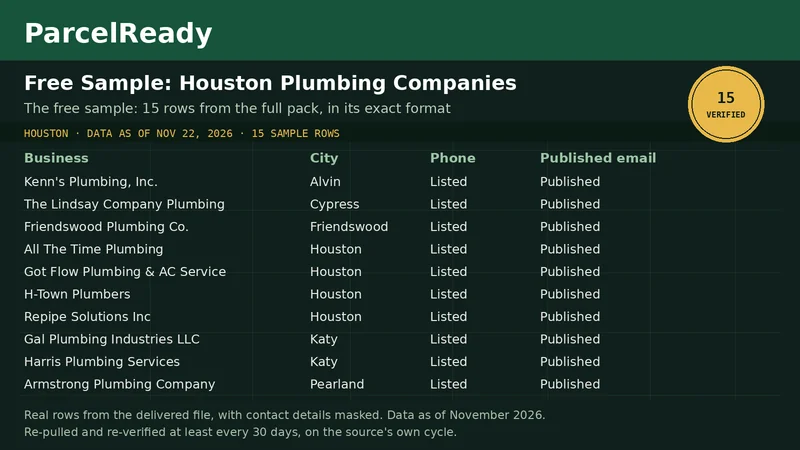 ParcelReady
Free Sample: Houston Plumbing Companies
The free sample: 15 rows from the full pack, in its exact format
15
VERIFIED
HOUSTON · DATA AS OF NOV 22, 2026 · 15 SAMPLE ROWS
Business City Phone Published email
Kenn's Plumbing, Inc. Alvin Listed Published
The Lindsay Company Plumbing Cypress Listed Published
Friendswood Plumbing Co. Friendswood Listed Published
All The Time Plumbing Houston Listed Published
Got Flow Plumbing & AC Service Houston Listed Published
H-Town Plumbers Houston Listed Published
Repipe Solutions Inc Houston Listed Published
Gal Plumbing Industries LLC Katy Listed Published
Harris Plumbing Services Katy Listed Published
Armstrong Plumbing Company Pearland Listed Published
Real rows from the delivered file, with contact details masked. Data as of November 2026.
Re-pulled and re-verified at least every 30 days, on the source's own cycle.